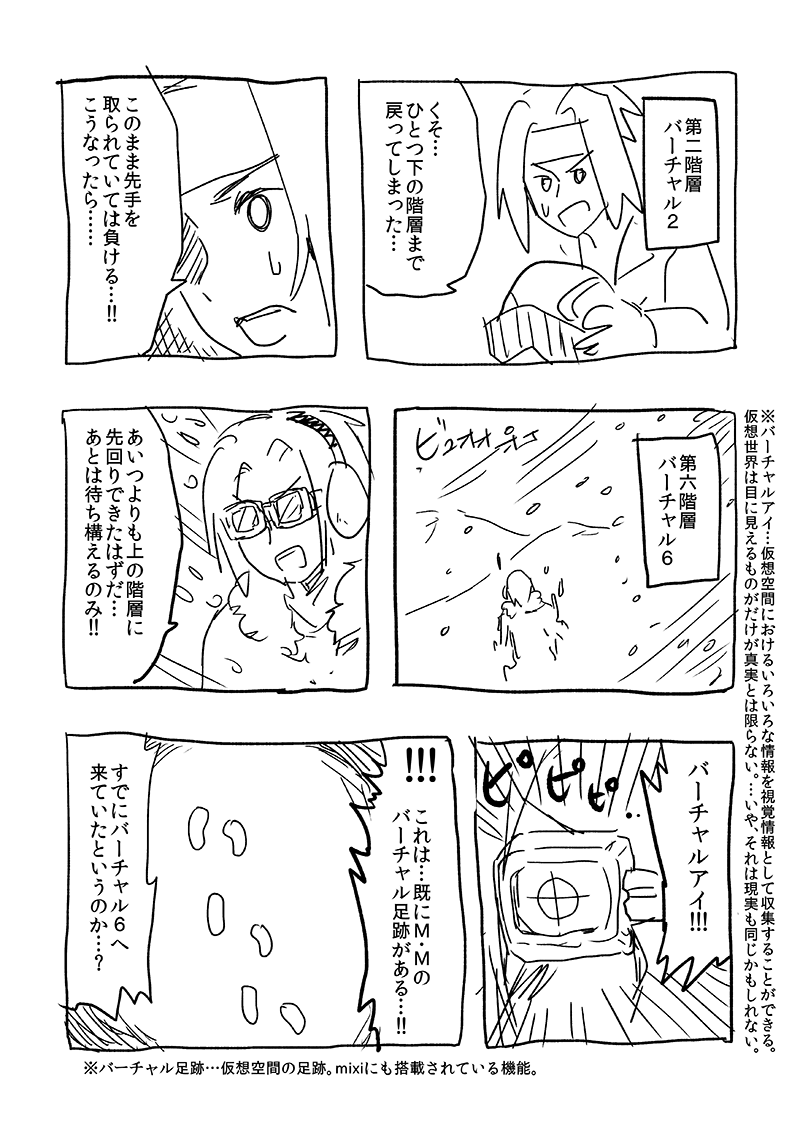 第二階層
バーチャル2
くそ…
ひとつ下の階層まで
戻ってしまった…
このまま先手を
取られていては負ける…!!
こうなったら……
第六階層
バーチャル6
ビュオオオオ
あいつよりも上の階層に
先回りできたはずだ…
あとは待ち構えるのみ!!
※バーチャルアイ…仮想空間におけるいろいろな情報を視覚情報として収集することができる。
仮想世界は目に見えるものがだけが真実とは限らない。…いや、それは現実も同じかもしれない。
バーチャルアイ!!!
ピピピ…
!!!
これは…既にM・Mの
バーチャル足跡がある…!!
すでにバーチャル6へ
来ていたというのか…?
※バーチャル足跡…仮想空間の足跡。mixiにも搭載されている機能。